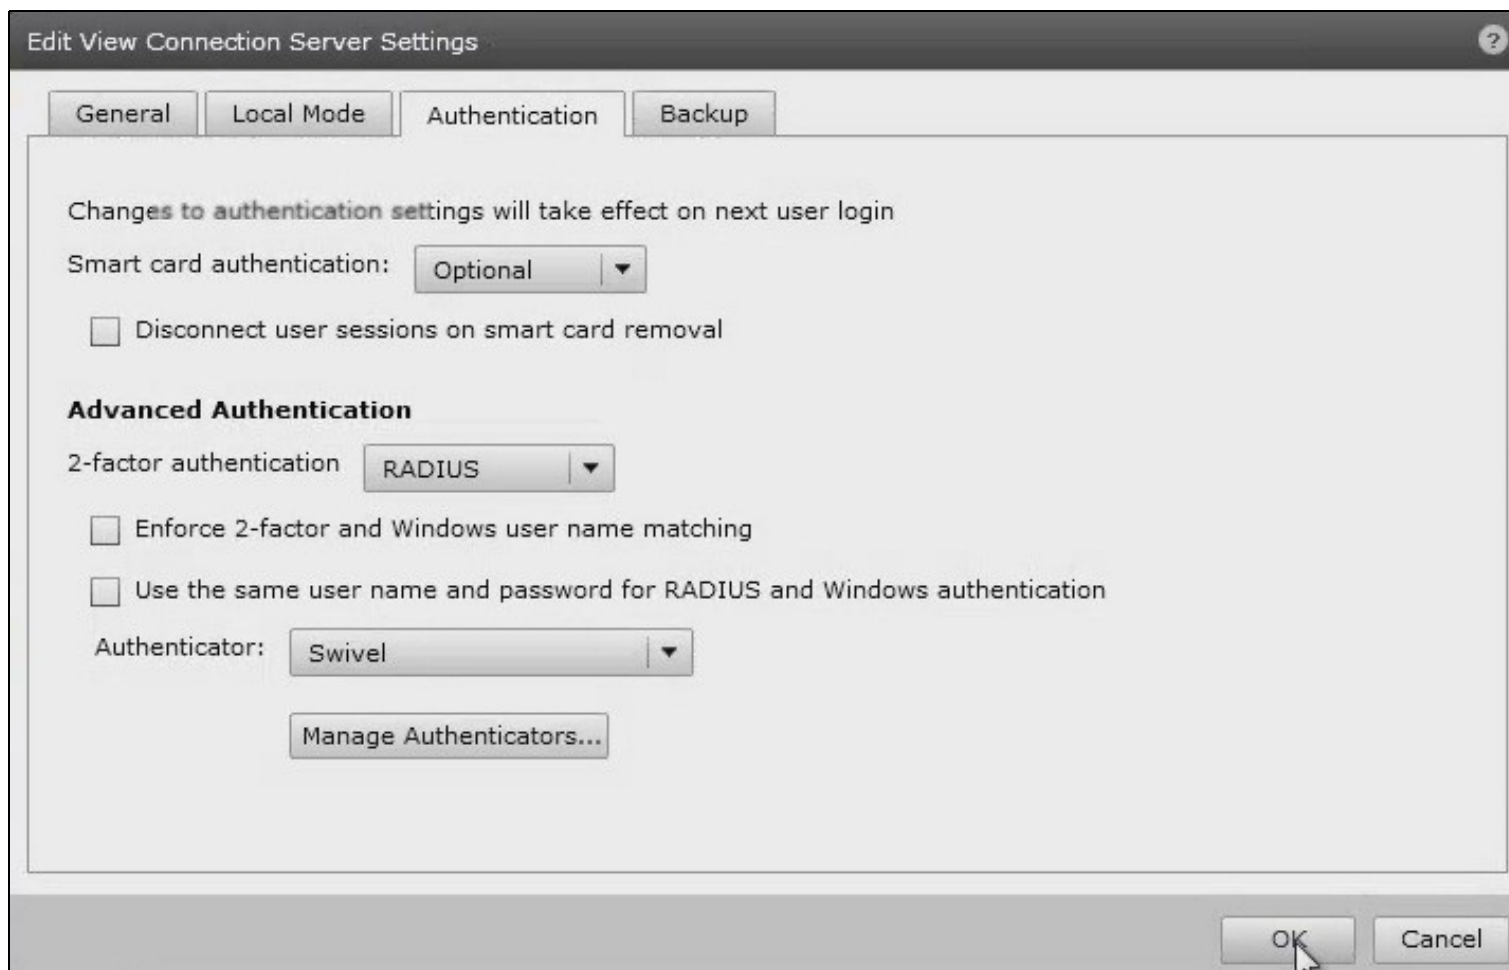 Edit View Connection Server Settings ?
General Local Mode Authentication Backup
Changes to authentication settings will take effect on next user login
Smart card authentication: Optional
Disconnect user sessions on smart card removal
Advanced Authentication
2-factor authentication RADIUS
Enforce 2-factor and Windows user name matching
Use the same user name and password for RADIUS and Windows authentication
Authenticator: Swivel
Manage Authenticators...
OK Cancel